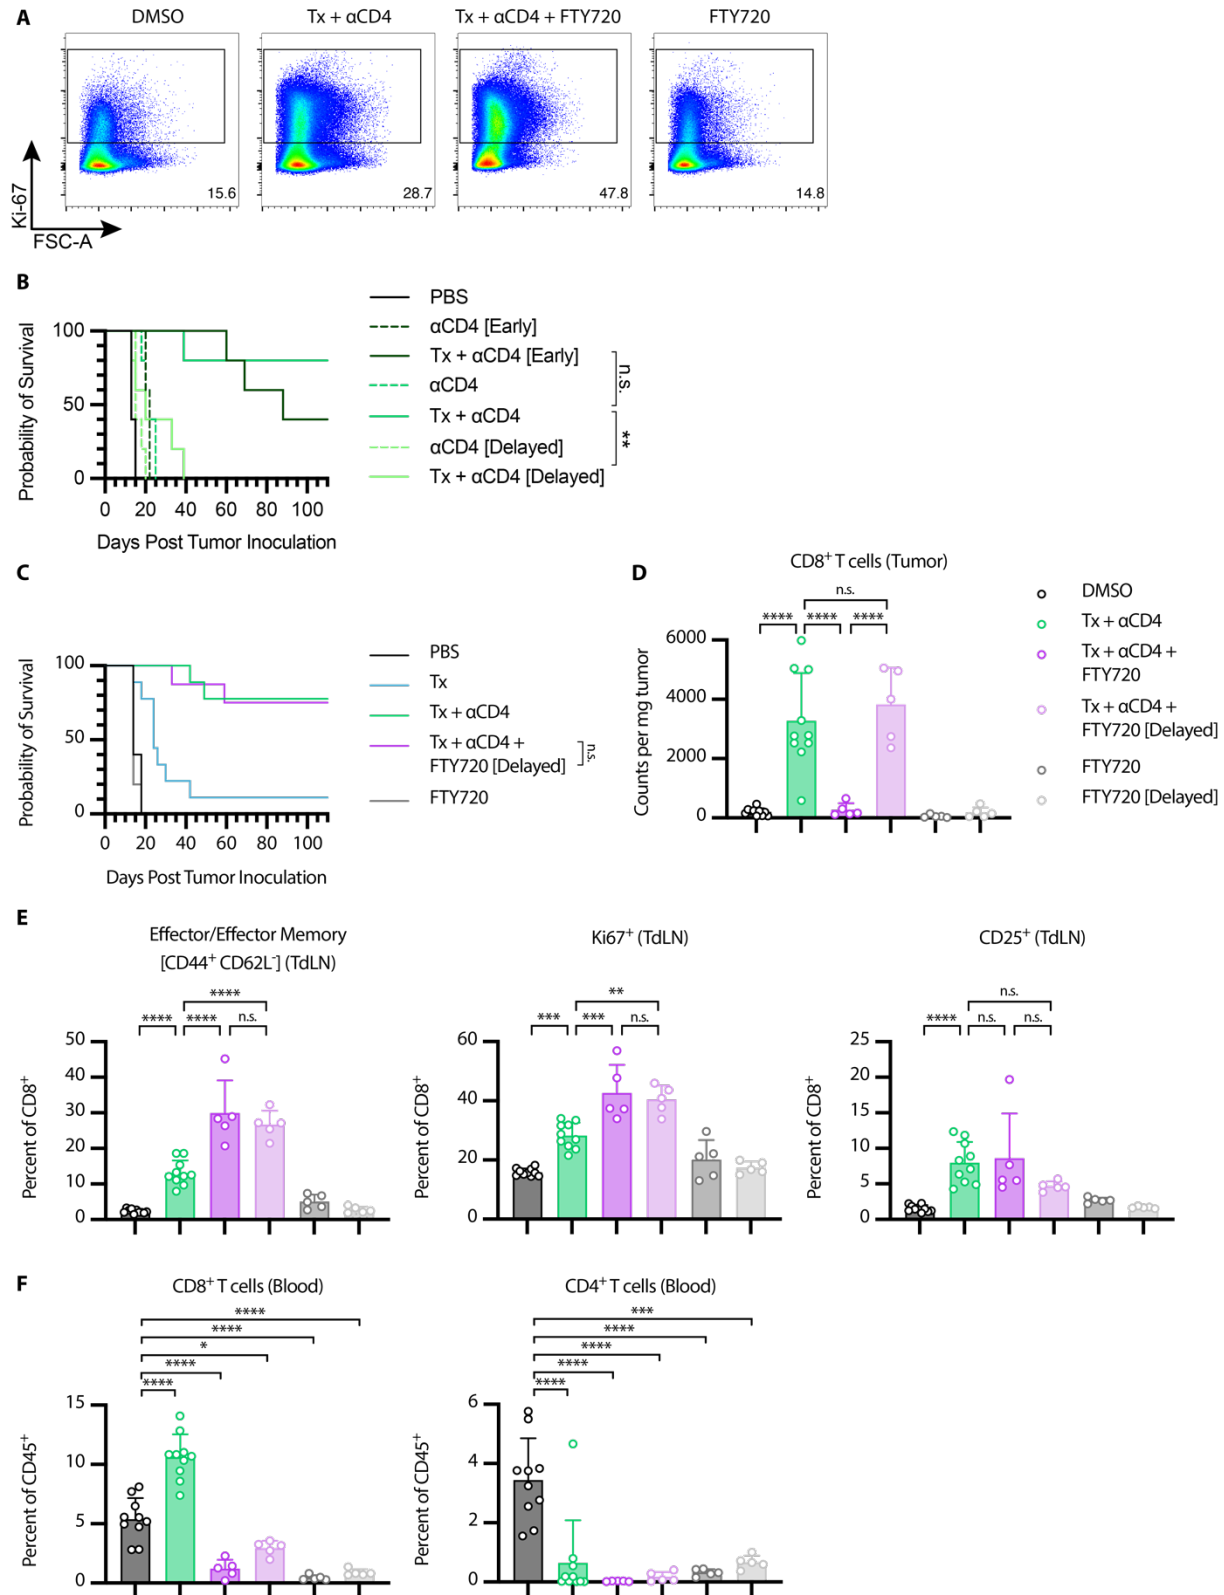 A
DMSO
Tx + αCD4
Tx + αCD4 + FTY720
FTY720
15.6
28.7
47.8
14.8
Ki-67
FSC-A
B
Probability of Survival
100
50
0
0 20 40 60 80 100
Days Post Tumor Inoculation
PBS
αCD4 [Early]
Tx + αCD4 [Early]
αCD4
Tx + αCD4
αCD4 [Delayed]
Tx + αCD4 [Delayed]
n.s.
**
C
Probability of Survival
100
50
0
0 20 40 60 80 100
Days Post Tumor Inoculation
PBS
Tx
Tx + αCD4
Tx + αCD4 +
FTY720 [Delayed]
FTY720
n.s.
D
CD8+ T cells (Tumor)
n.s.
**** **** ****
Counts per mg tumor
6000
4000
2000
0
DMSO
Tx + αCD4
Tx + αCD4 +
FTY720
Tx + αCD4 +
FTY720 [Delayed]
FTY720
FTY720 [Delayed]
E
Effector/Effector Memory
[CD44+ CD62L-] (TdLN)
****
**** **** n.s.
Percent of CD8+
50
40
30
20
10
0
Ki67+ (TdLN)
**
*** *** n.s.
Percent of CD8+
60
40
20
0
CD25+ (TdLN)
n.s.
**** n.s. n.s.
Percent of CD8+
25
20
15
10
5
0
F
CD8+ T cells (Blood)
****
****
*
****
****
Percent of CD45+
15
10
5
0
CD4+ T cells (Blood)
***
****
****
****
****
Percent of CD45+
6
4
2
0